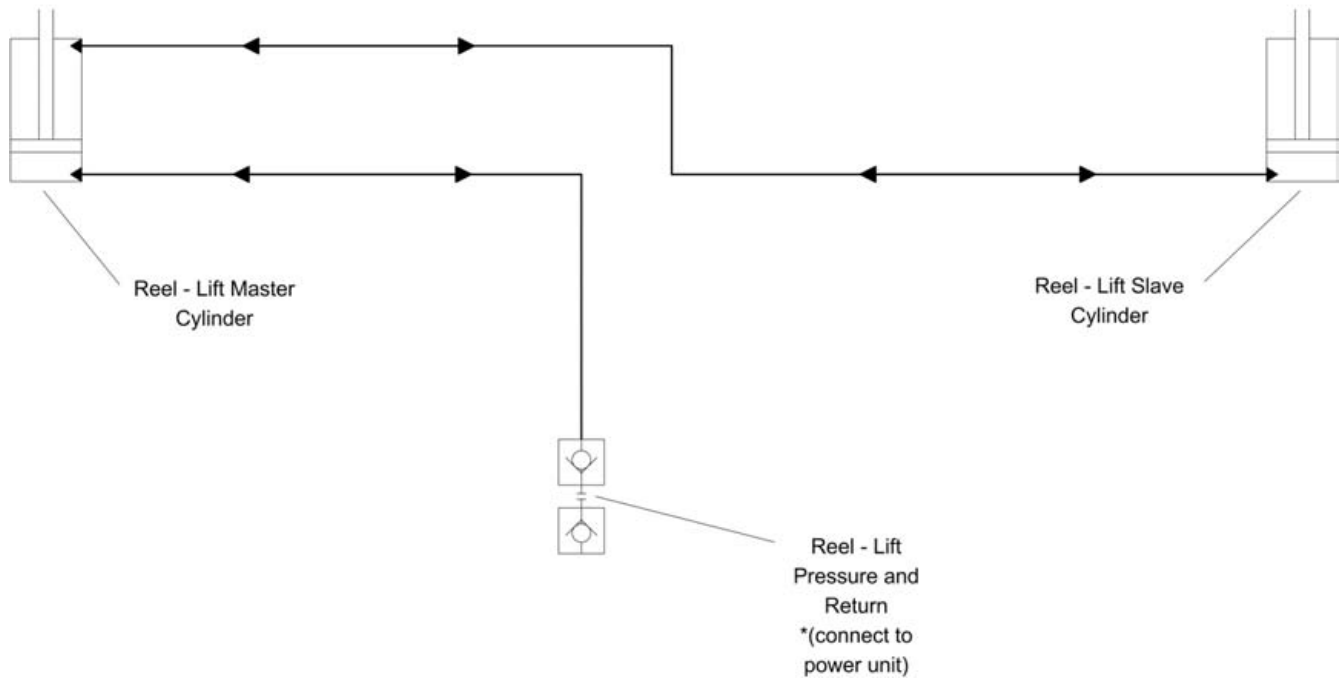 Reel - Lift Master
Cylinder
Reel - Lift Slave
Cylinder
Reel - Lift
Pressure and
Return
*(connect to
power unit)